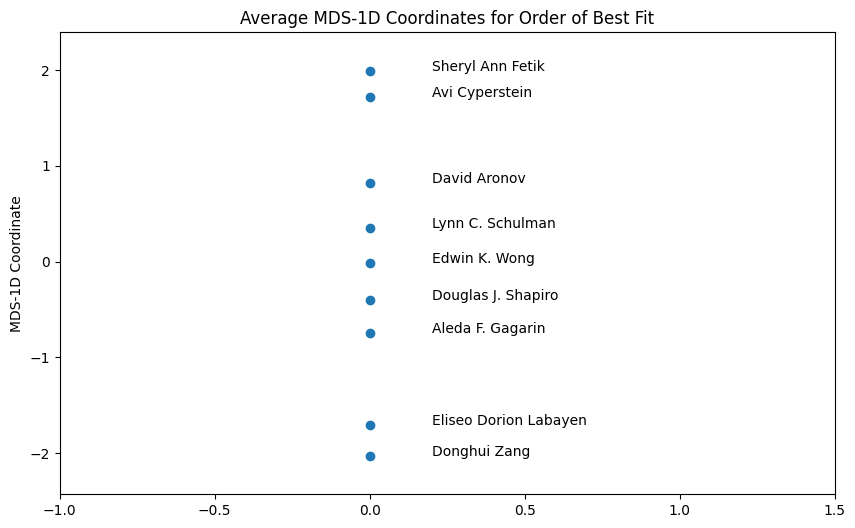 Average MDS-1D Coordinates for Order of Best Fit
2
Sheryl Ann Fetik
Avi Cyperstein
1
David Aronov
Lynn C. Schulman
0
Edwin K. Wong
Douglas J. Shapiro
−1
Aleda F. Gagarin
Eliseo Dorion Labayen
−2
Donghui Zang
MDS-1D Coordinate
−1.0 −0.5 0.0 0.5 1.0 1.5